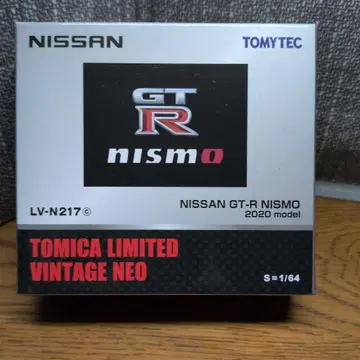 NISSAN
TOMYTEC
GT
R
nismo
LV-N217 ⓒ
NISSAN GT-R NISMO
2020 model
TOMICA LIMITED
VINTAGE NEO
S=1/64